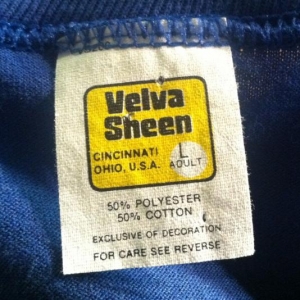 Velva
Sheen
CINCINNATI
OHIO, U.S.A.
L
ADULT
50% POLYESTER
50% COTTON
EXCLUSIVE OF DECORATION
FOR CARE SEE REVERSE